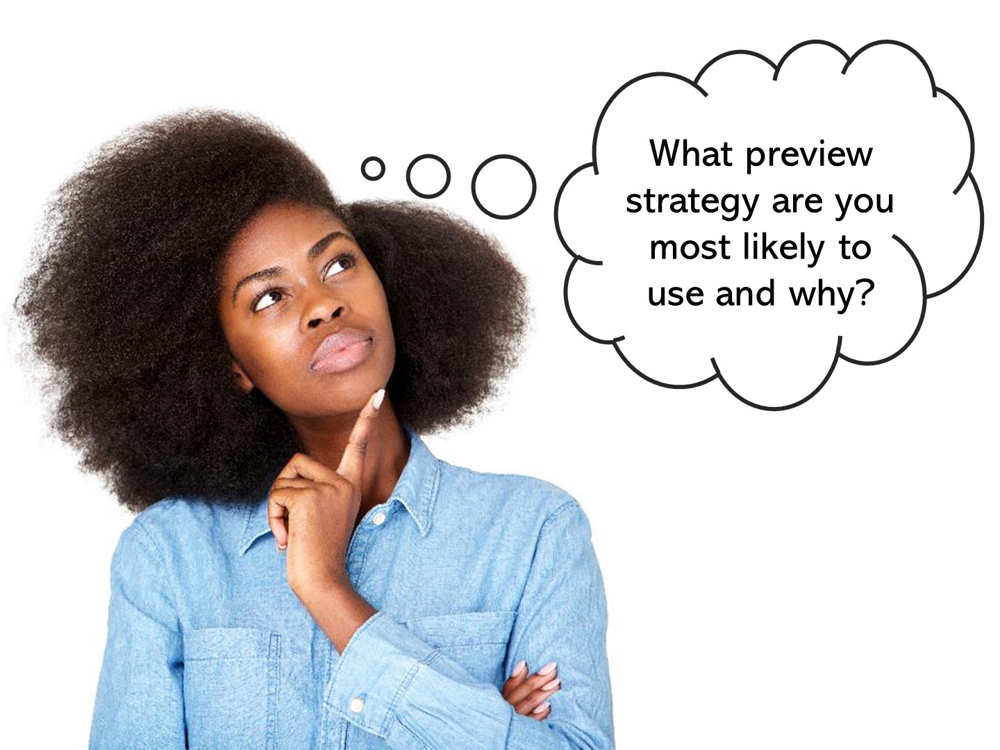 What preview
strategy are you
most likely to
use and why?